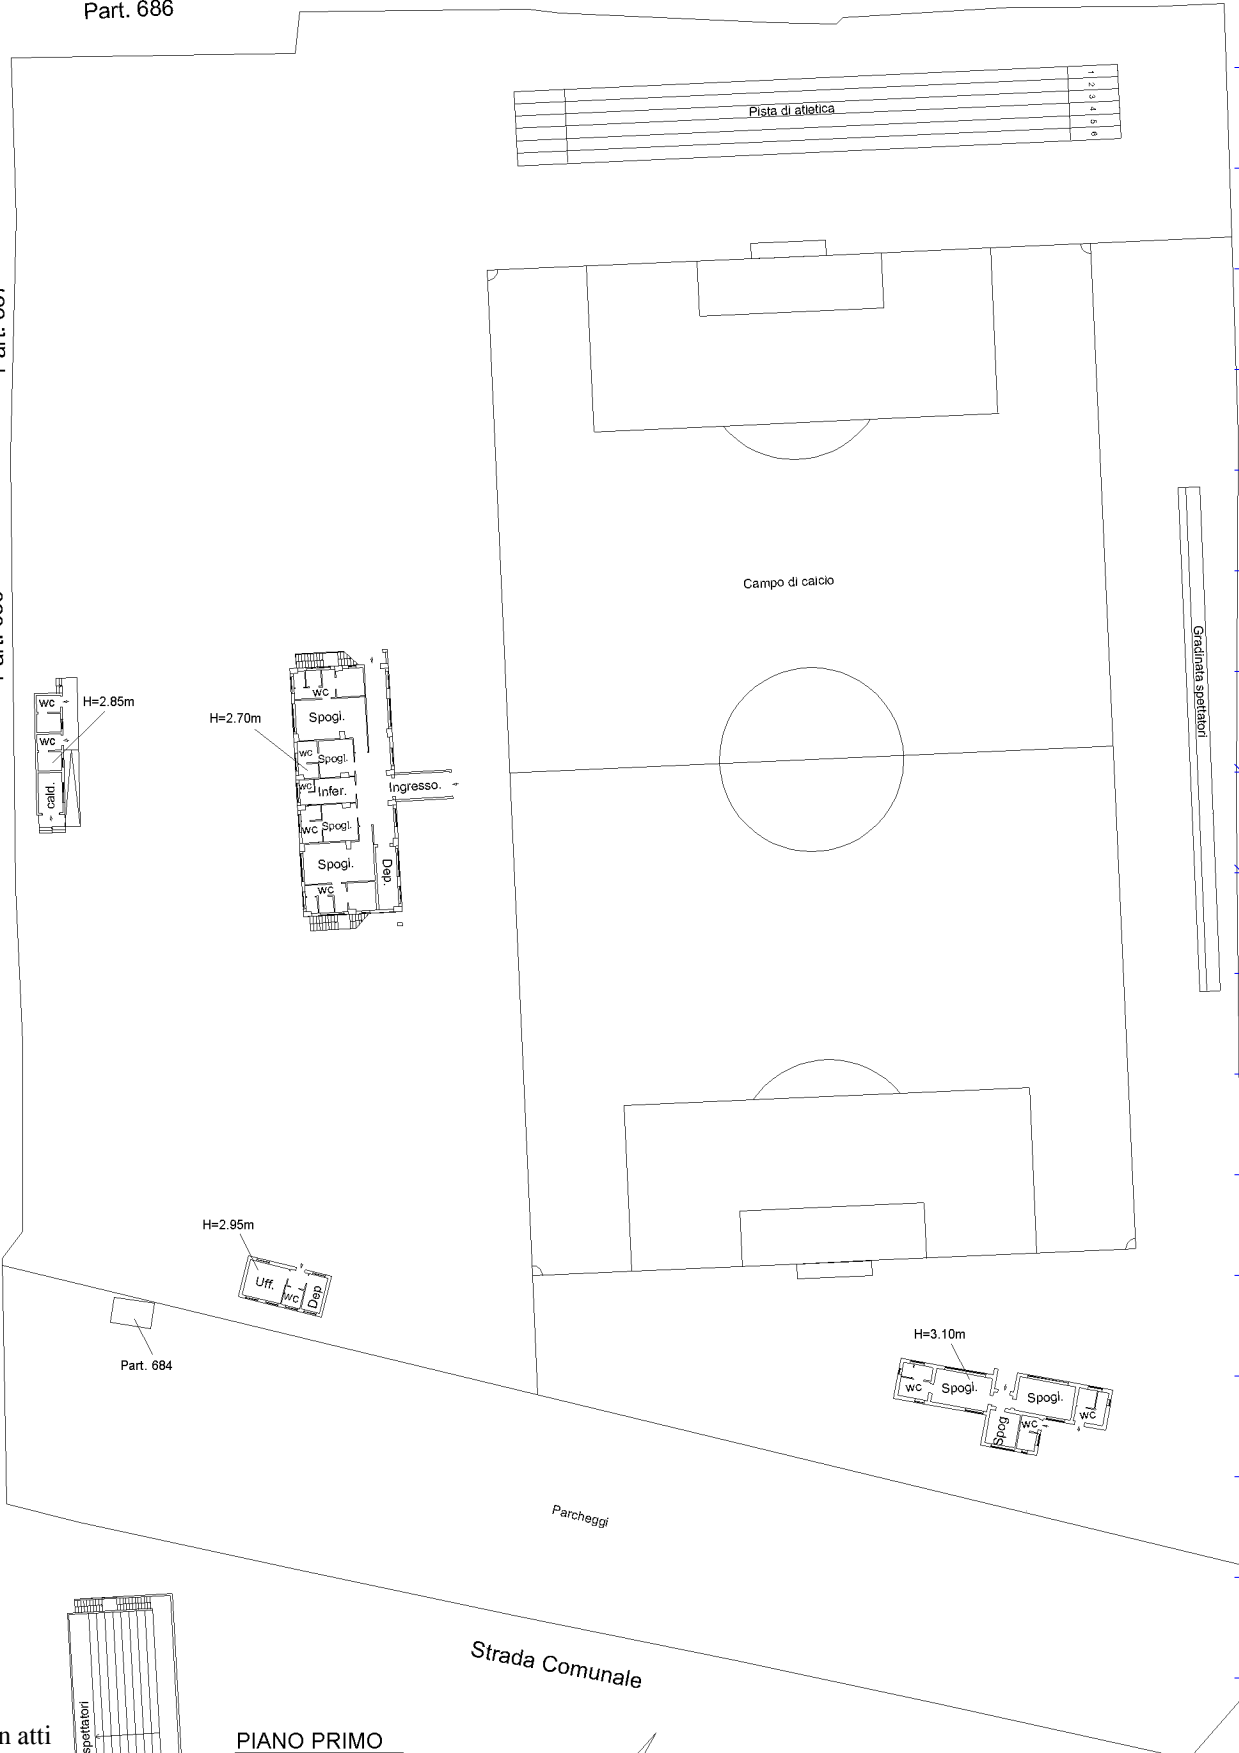 Part. 686
1
2
3
4
5
6
Pista di atletica
Campo di calcio
Gradinata spettatori
wc
H=2.85m
wc
cald.
H=2.70m
wc
Spogl.
wc
Spogl.
wc
Infer.
Ingresso.
wc
Spogl.
Spogl.
Dep.
wc
H=2.95m
Uff.
wc
Dep
Part. 684
H=3.10m
wc
Spogl.
Spogl.
wc
Spog
wc
Parcheggi
Strada Comunale
spettatori
n atti
PIANO PRIMO